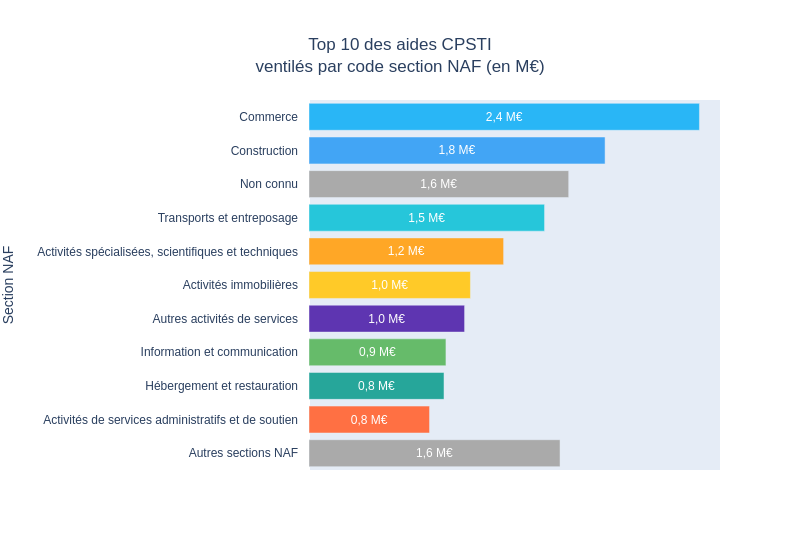 Top 10 des aides CPSTI
ventilés par code section NAF (en M€)
Section NAF
Commerce 2,4 M€
Construction 1,8 M€
Non connu 1,6 M€
Transports et entreposage 1,5 M€
Activités spécialisées, scientifiques et techniques 1,2 M€
Activités immobilières 1,0 M€
Autres activités de services 1,0 M€
Information et communication 0,9 M€
Hébergement et restauration 0,8 M€
Activités de services administratifs et de soutien 0,8 M€
Autres sections NAF 1,6 M€